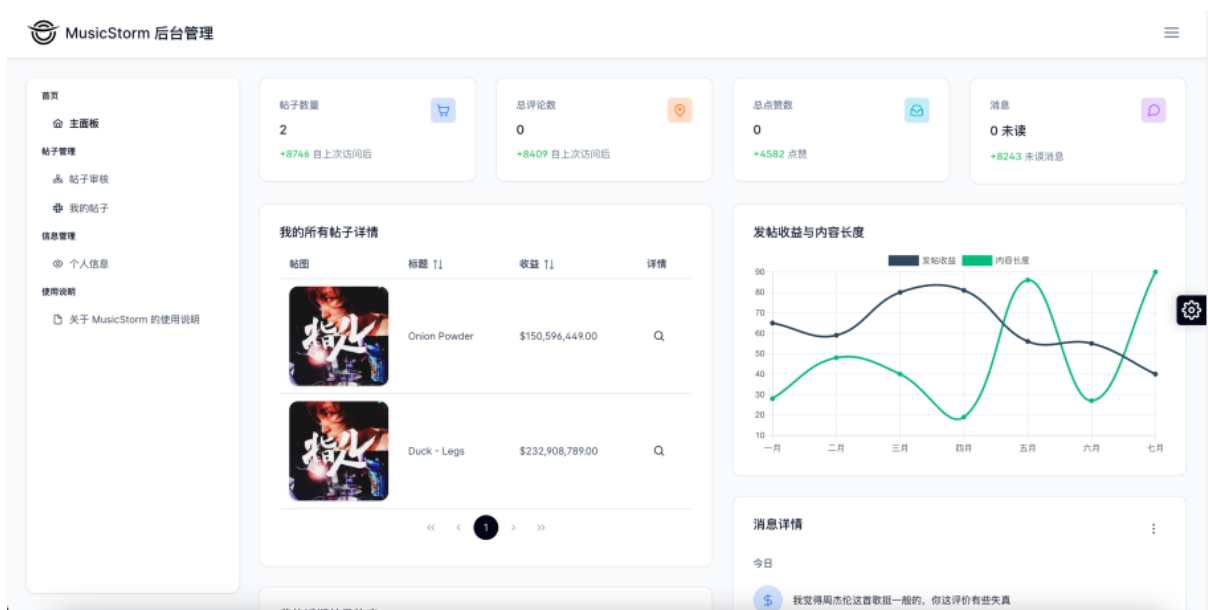 MusicStorm 后台管理
首页
主面板
帖子管理
帖子审核
我的帖子
信息管理
个人信息
使用说明
关于 MusicStorm 的使用说明
帖子数量
2
+8746 自上次访问后
总评论数
0
+8409 自上次访问后
总点赞数
0
+4582 点赞
消息
0 未读
+8243 未读消息
我的所有帖子详情
帖图 标题 收益 详情
指人
Onion Powder $150,596,449.00
指人
Duck - Legs $232,908,789.00
« ‹ 1 › »
发帖收益与内容长度
发帖收益 内容长度
90
80
70
60
50
40
30
20
10
一月 二月 三月 四月 五月 六月 七月
消息详情
今日
$ 我觉得周杰伦这首歌挺一般的，你这评价有些失真